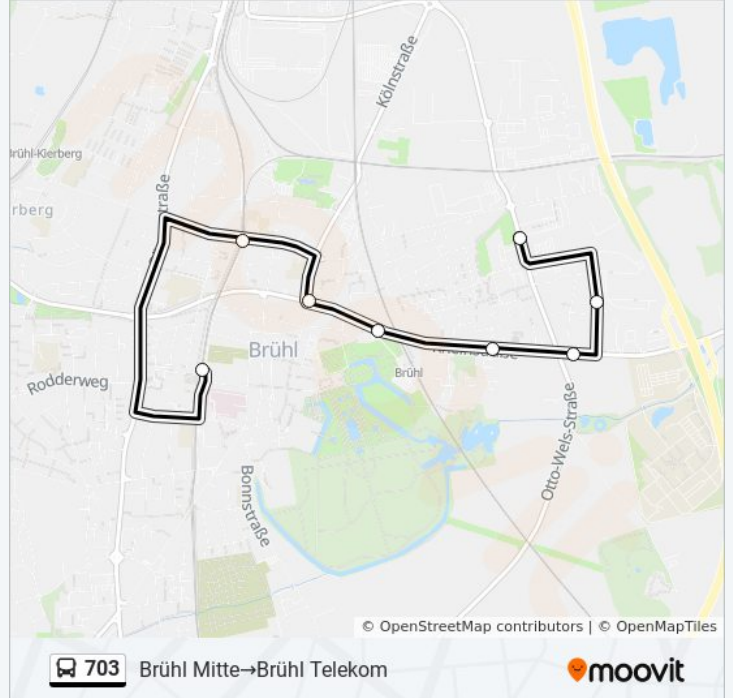 Kölnstraße
Brühl-Kierberg
rberg
traße
Brühl
Brühl
Rodderweg
Bonnstraße
Otto-Wels-Straße
© OpenStreetMap contributors | © OpenMapTiles
703 Brühl Mitte→Brühl Telekom
moovit